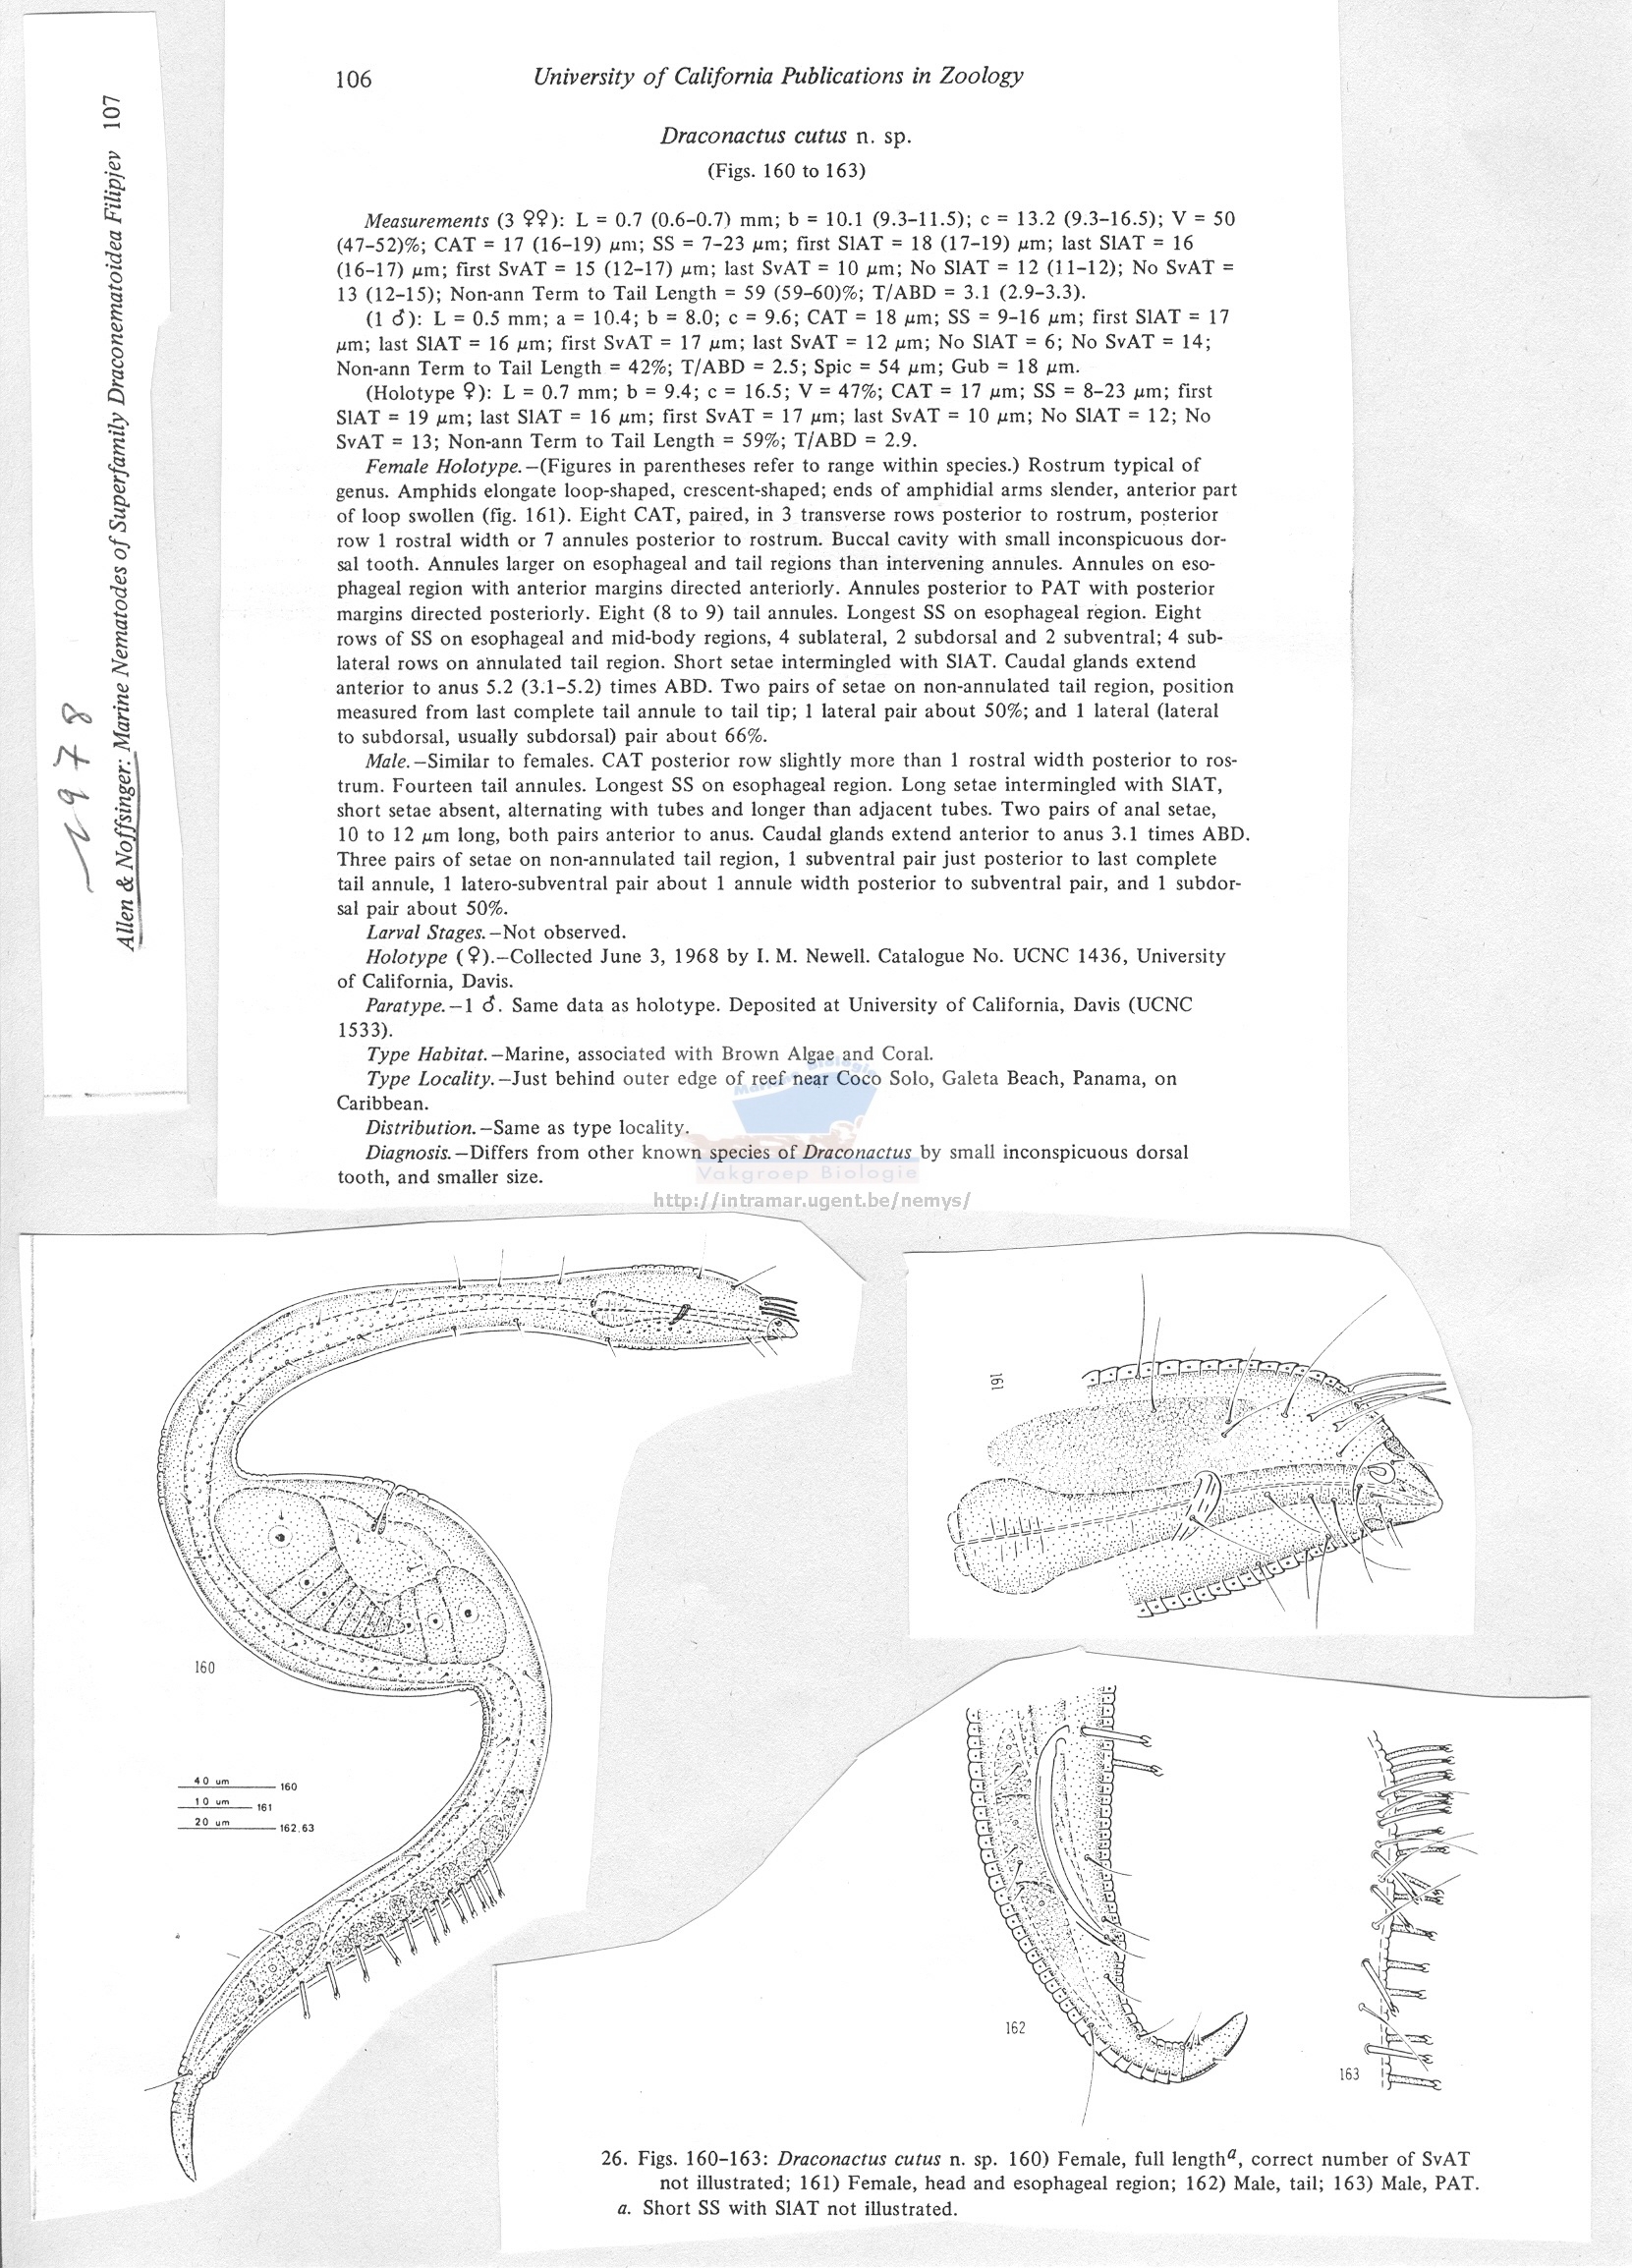 106 University of California Publications in Zoology
Draconactus cutus n. sp.
(Figs. 160 to 163)
Measurements (3 ♀♀): L = 0.7 (0.6–0.7) mm; b = 10.1 (9.3–11.5); c = 13.2 (9.3–16.5); V = 50
(47–52)%; CAT = 17 (16–19) μm; SS = 7–23 μm; first SlAT = 18 (17–19) μm; last SlAT = 16
(16–17) μm; first SvAT = 15 (12–17) μm; last SvAT = 10 μm; No SlAT = 12 (11–12); No SvAT =
13 (12–15); Non-ann Term to Tail Length = 59 (59–60)%; T/ABD = 3.1 (2.9–3.3).
(1 ♂): L = 0.5 mm; a = 10.4; b = 8.0; c = 9.6; CAT = 18 μm; SS = 9–16 μm; first SlAT = 17
μm; last SlAT = 16 μm; first SvAT = 17 μm; last SvAT = 12 μm; No SlAT = 6; No SvAT = 14;
Non-ann Term to Tail Length = 42%; T/ABD = 2.5; Spic = 54 μm; Gub = 18 μm.
(Holotype ♀): L = 0.7 mm; b = 9.4; c = 16.5; V = 47%; CAT = 17 μm; SS = 8–23 μm; first
SlAT = 19 μm; last SlAT = 16 μm; first SvAT = 17 μm; last SvAT = 10 μm; No SlAT = 12; No
SvAT = 13; Non-ann Term to Tail Length = 59%; T/ABD = 2.9.
Female Holotype.—(Figures in parentheses refer to range within species.) Rostrum typical of
genus. Amphids elongate loop-shaped, crescent-shaped; ends of amphidial arms slender, anterior part
of loop swollen (fig. 161). Eight CAT, paired, in 3 transverse rows posterior to rostrum, posterior
row 1 rostral width or 7 annules posterior to rostrum. Buccal cavity with small inconspicuous dor-
sal tooth. Annules larger on esophageal and tail regions than intervening annules. Annules on eso-
phageal region with anterior margins directed anteriorly. Annules posterior to PAT with posterior
margins directed posteriorly. Eight (8 to 9) tail annules. Longest SS on esophageal region. Eight
rows of SS on esophageal and mid-body regions, 4 sublateral, 2 subdorsal and 2 subventral; 4 sub-
lateral rows on annulated tail region. Short setae intermingled with SlAT. Caudal glands extend
anterior to anus 5.2 (3.1–5.2) times ABD. Two pairs of setae on non-annulated tail region, position
measured from last complete tail annule to tail tip; 1 lateral pair about 50%; and 1 lateral (lateral
to subdorsal, usually subdorsal) pair about 66%.
Male.—Similar to females. CAT posterior row slightly more than 1 rostral width posterior to ros-
trum. Fourteen tail annules. Longest SS on esophageal region. Long setae intermingled with SlAT,
short setae absent, alternating with tubes and longer than adjacent tubes. Two pairs of anal setae,
10 to 12 μm long, both pairs anterior to anus. Caudal glands extend anterior to anus 3.1 times ABD.
Three pairs of setae on non-annulated tail region, 1 subventral pair just posterior to last complete
tail annule, 1 latero-subventral pair about 1 annule width posterior to subventral pair, and 1 subdor-
sal pair about 50%.
Larval Stages.—Not observed.
Holotype (♀).—Collected June 3, 1968 by I. M. Newell. Catalogue No. UCNC 1436, University
of California, Davis.
Paratype.—1 ♂. Same data as holotype. Deposited at University of California, Davis (UCNC
1533).
Type Habitat.—Marine, associated with Brown Algae and Coral.
Type Locality.—Just behind outer edge of reef near Coco Solo, Galeta Beach, Panama, on
Caribbean.
Distribution.—Same as type locality.
Diagnosis.—Differs from other known species of Draconactus by small inconspicuous dorsal
tooth, and smaller size.
Marine Biologie
Vakgroep Biologie
http://intramar.ugent.be/nemys/
Allen & Noffsinger: Marine Nematodes of Superfamily Draconematoidea Filipjev 107
1978
160
40 um 160
10 um 161
20 um 162,63
161
162
163
26. Figs. 160–163: Draconactus cutus n. sp. 160) Female, full lengthᵃ, correct number of SvAT
not illustrated; 161) Female, head and esophageal region; 162) Male, tail; 163) Male, PAT.
a. Short SS with SlAT not illustrated.